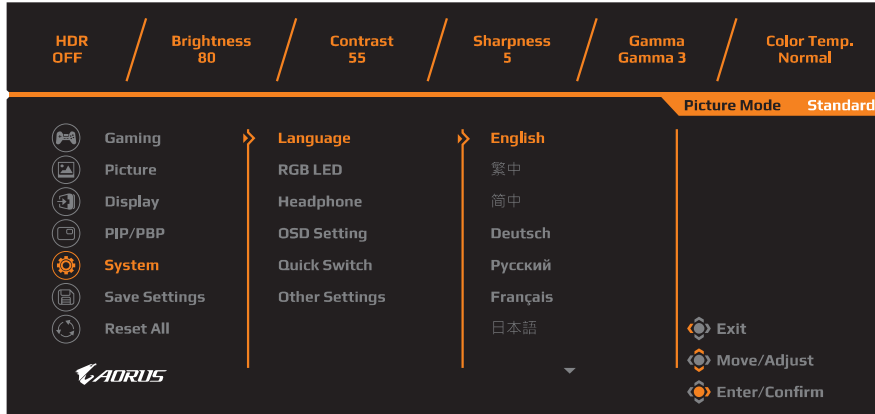 HDR
OFF
Brightness
80
Contrast
55
Sharpness
5
Gamma
Gamma 3
Color Temp.
Normal
Picture Mode Standard
Gaming
Picture
Display
PIP/PBP
System
Save Settings
Reset All
Language
RGB LED
Headphone
OSD Setting
Quick Switch
Other Settings
English
繁中
简中
Deutsch
Русский
Français
日本語
Exit
Move/Adjust
Enter/Confirm
AORUS